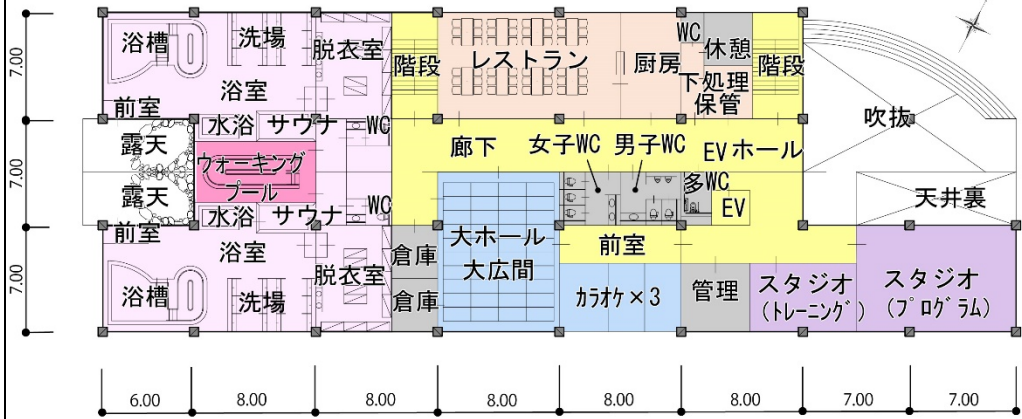 浴槽
洗場
脱衣室
浴室
前室
階段
レストラン
厨房
WC
休憩
下処理
保管
階段
吹抜
露天
水浴
サウナ
WC
ウォーキング
プール
廊下
女子WC
男子WC
EVホール
多WC
EV
天井裏
露天
水浴
サウナ
WC
前室
浴室
浴槽
洗場
脱衣室
倉庫
倉庫
大ホール
大広間
前室
カラオケ×3
管理
スタジオ
(トレーニング)
スタジオ
(プログラム)
7.00
7.00
7.00
6.00
8.00
8.00
8.00
8.00
8.00
7.00
7.00